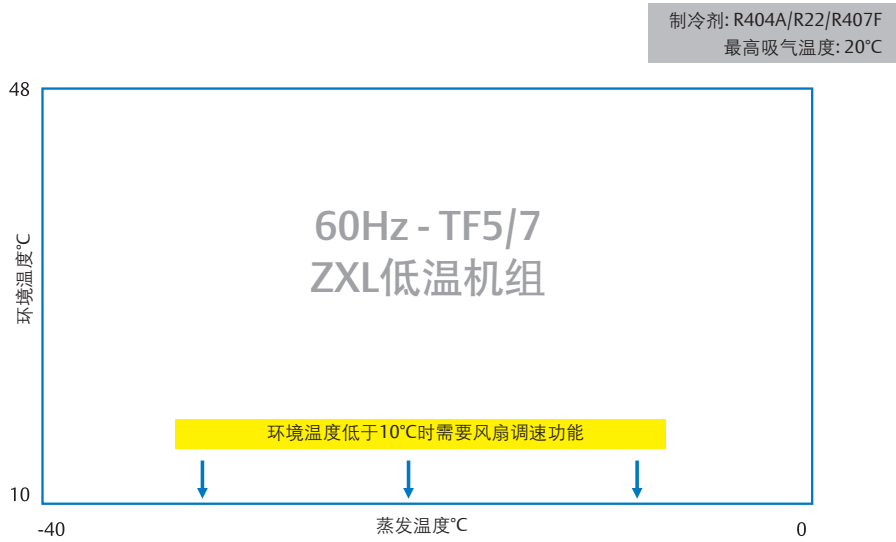 制冷剂: R404A/R22/R407F
最高吸气温度: 20°C
48
环境温度°C
60Hz - TF5/7
ZXL低温机组
环境温度低于10°C时需要风扇调速功能
10
-40
蒸发温度°C
0